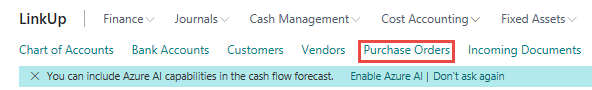 LinkUp Finance Journals Cash Management Cost Accounting Fixed Assets
Chart of Accounts Bank Accounts Customers Vendors Purchase Orders Incoming Documents
You can include Azure AI capabilities in the cash flow forecast. Enable Azure AI | Don't ask again